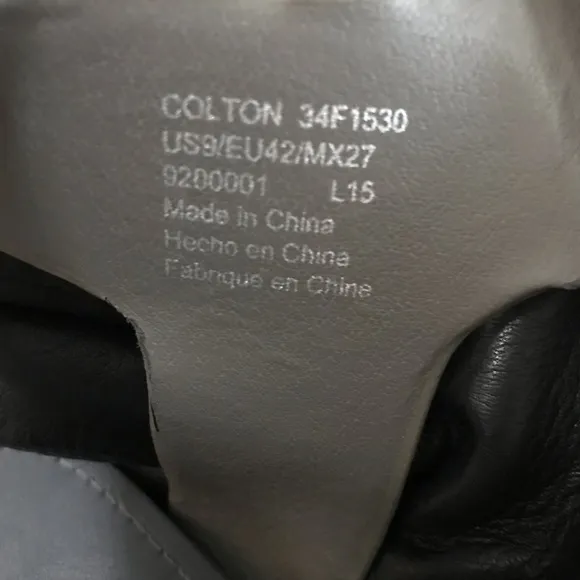 COLTON 34F1530
US9/EU42/MX27
9200001 L15
Made in China
Hecho en China
Fabrique en Chine